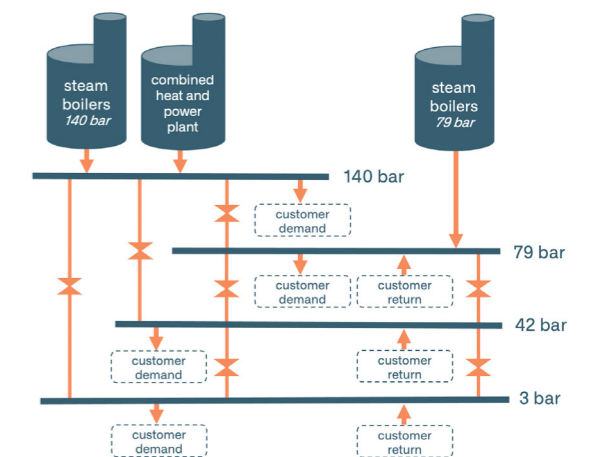 steam
boilers
140 bar
combined
heat and
power
plant
steam
boilers
79 bar
140 bar
customer
demand
79 bar
customer
demand
customer
return
42 bar
customer
demand
customer
return
3 bar
customer
demand
customer
return